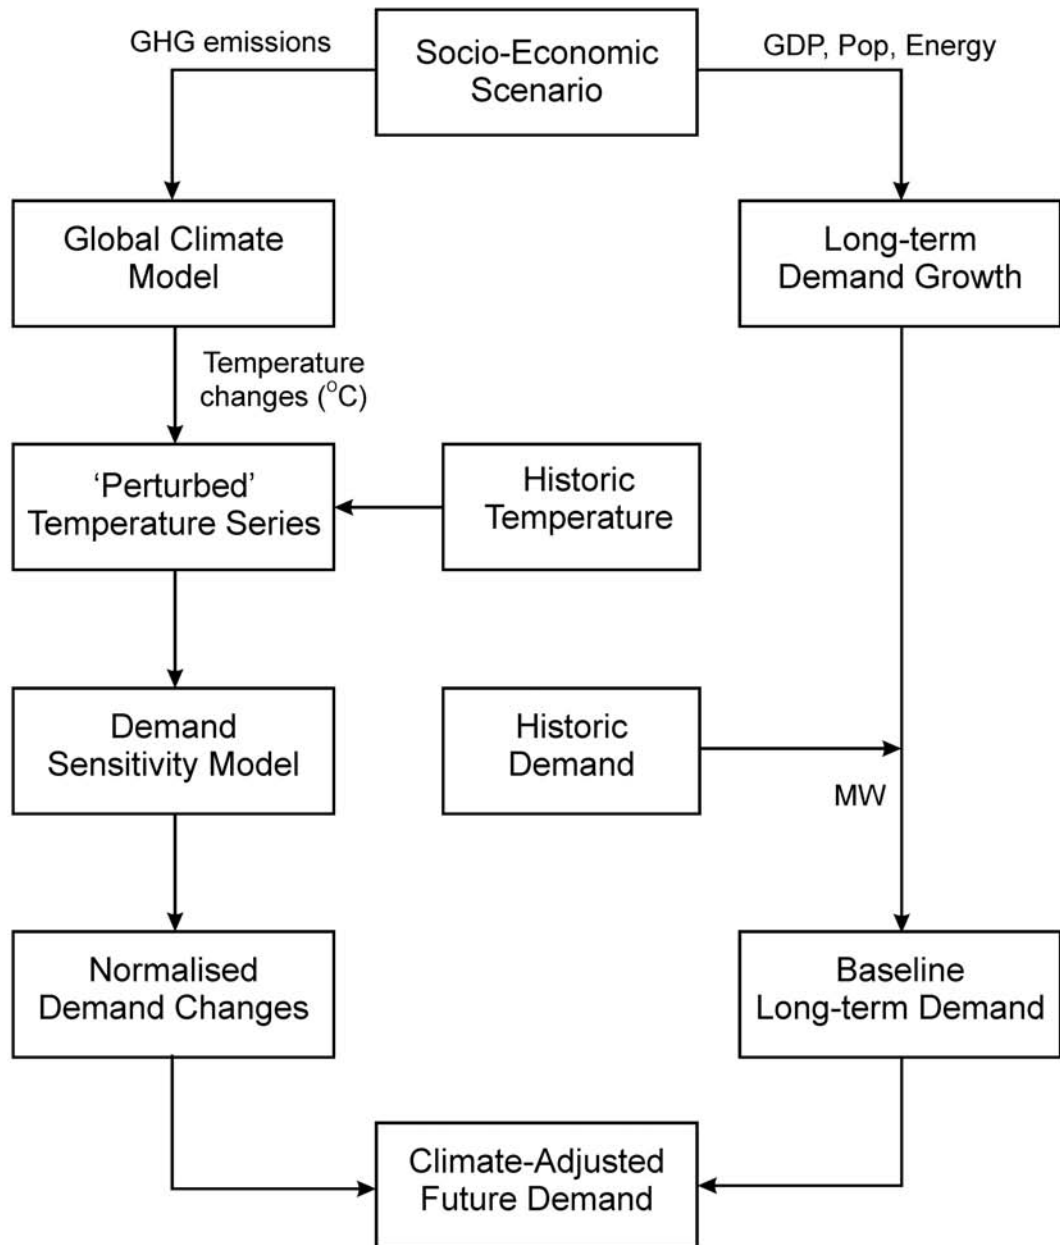 GHG emissions
Socio-Economic
Scenario
GDP, Pop, Energy
Global Climate
Model
Long-term
Demand Growth
Temperature
changes (°C)
‘Perturbed’
Temperature Series
Historic
Temperature
Demand
Sensitivity Model
Historic
Demand
MW
Normalised
Demand Changes
Baseline
Long-term Demand
Climate-Adjusted
Future Demand